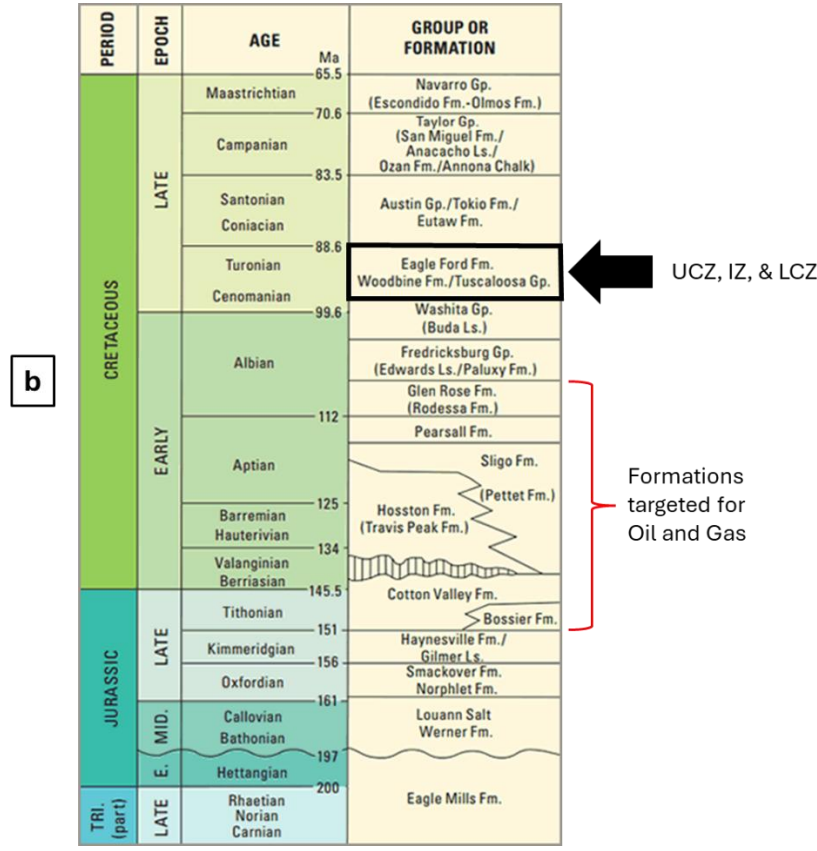 PERIOD
EPOCH
AGE
Ma
GROUP OR
FORMATION
65.5
Maastrichtian
Navarro Gp.
(Escondido Fm.-Olmos Fm.)
70.6
Campanian
Taylor Gp.
(San Miguel Fm./
Anacacho Ls./
Ozan Fm./Annona Chalk)
83.5
LATE
Santonian
Coniacian
Austin Gp./Tokio Fm./
Eutaw Fm.
88.6
Turonian
Cenomanian
Eagle Ford Fm.
Woodbine Fm./Tuscaloosa Gp.
UCZ, IZ, & LCZ
99.6
CRETACEOUS
Washita Gp.
(Buda Ls.)
b
Albian
Fredricksburg Gp.
(Edwards Ls./Paluxy Fm.)
Glen Rose Fm.
(Rodessa Fm.)
112
EARLY
Pearsall Fm.
Aptian
Sligo Fm.
(Pettet Fm.)
Formations
targeted for
Oil and Gas
125
Barremian
Hauterivian
Hosston Fm.
(Travis Peak Fm.)
134
Valanginian
Berriasian
145.5
Cotton Valley Fm.
JURASSIC
LATE
Tithonian
Bossier Fm.
151
Kimmeridgian
Haynesville Fm./
Gilmer Ls.
156
Oxfordian
Smackover Fm.
Norphlet Fm.
161
MID.
Callovian
Bathonian
Louann Salt
Werner Fm.
197
E.
Hettangian
200
TRI.
(part)
LATE
Rhaetian
Norian
Carnian
Eagle Mills Fm.